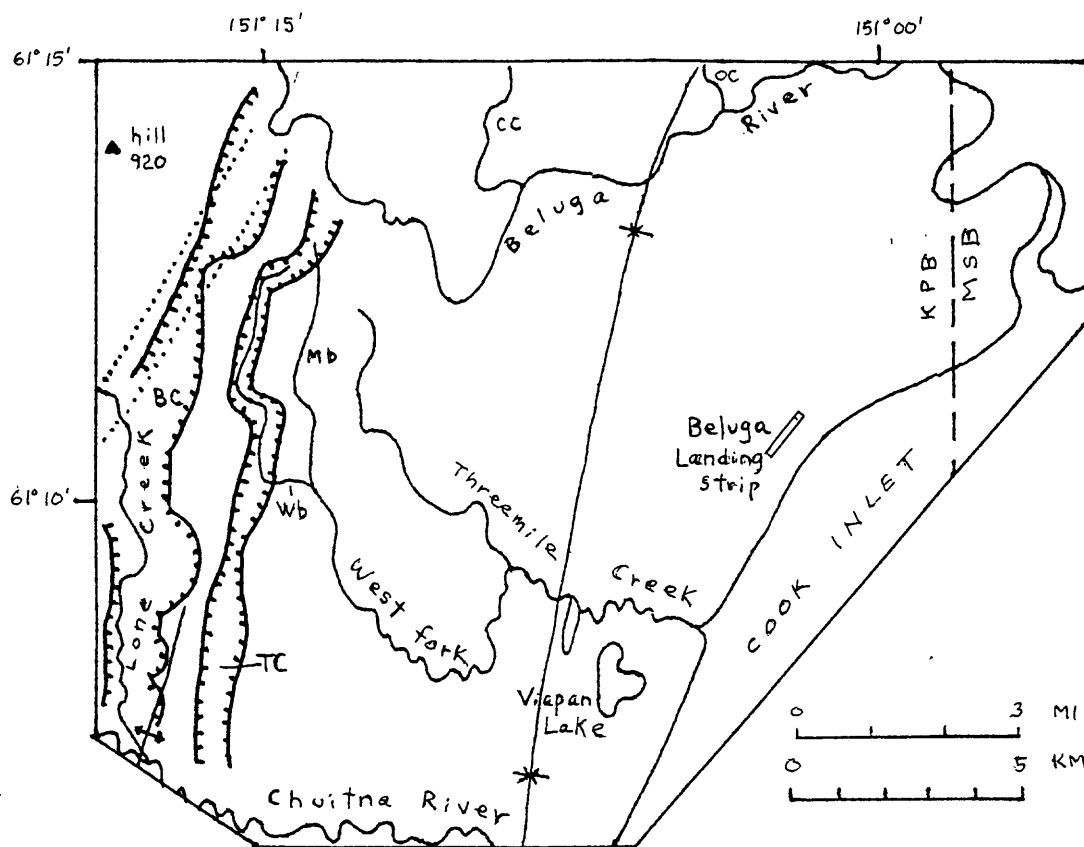 151° 15'
151° 00'
61° 15'
hill
920
CC
OC
River
Beluga
KPB
MSB
Mb
BC
Beluga
Landing
Strip
61° 10'
Lone Creek
Wb
Threemile
Creek
West fork
COOK INLET
TC
Viapan
Lake
0 3 MI
0 5 KM
Chuitna River